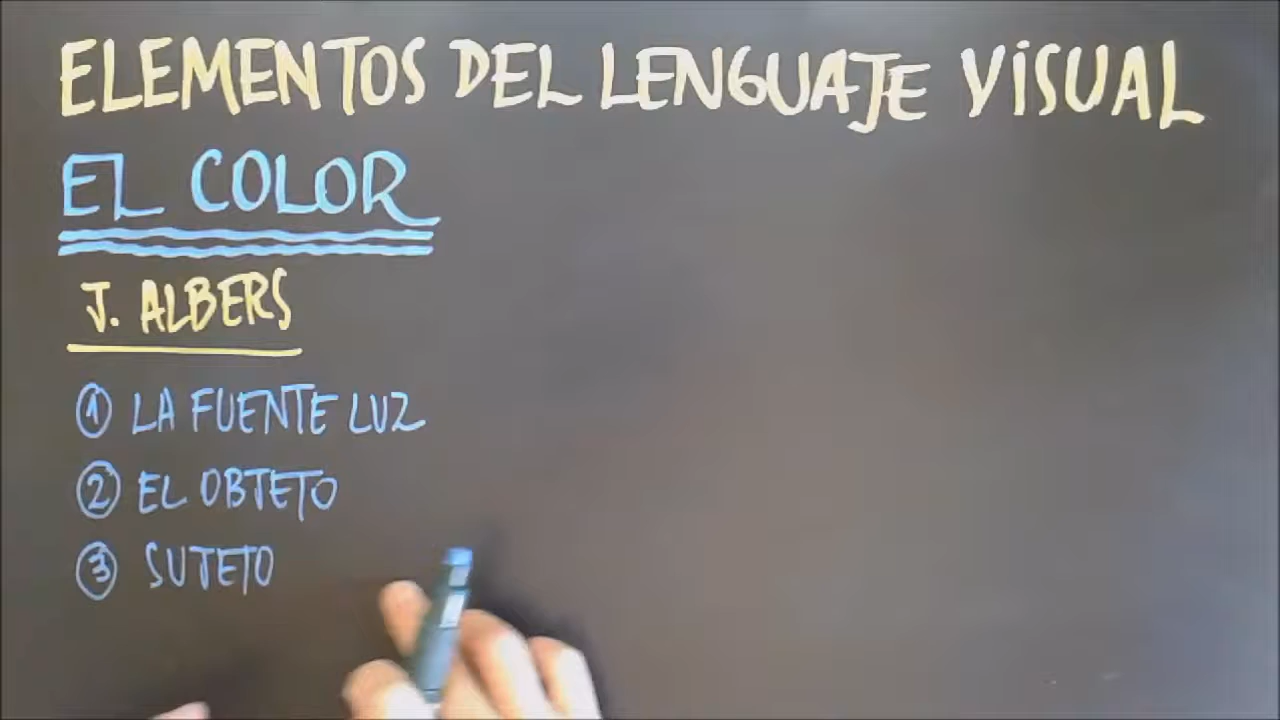 ELEMENTOS DEL LENGUAJE VISUAL
EL COLOR
J. ALBERS
① LA FUENTE LUZ
② EL OBJETO
③ SUJETO